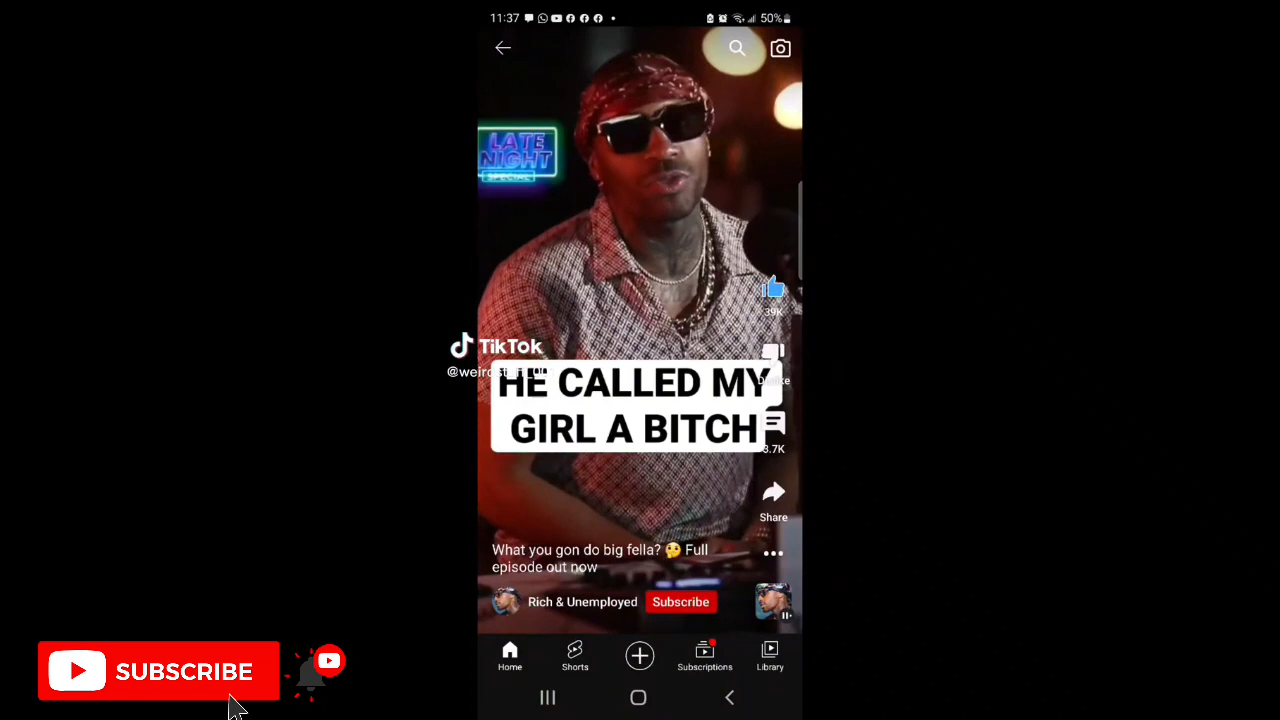 11:37
50%
LATE
NIGHT
SPECIAL
39K
TikTok
HE CALLED MY
GIRL A BITCH
3.7K
Share
What you gon do big fella? 🤔 Full
episode out now
Rich & Unemployed
Subscribe
Home
Shorts
Subscriptions
Library
SUBSCRIBE